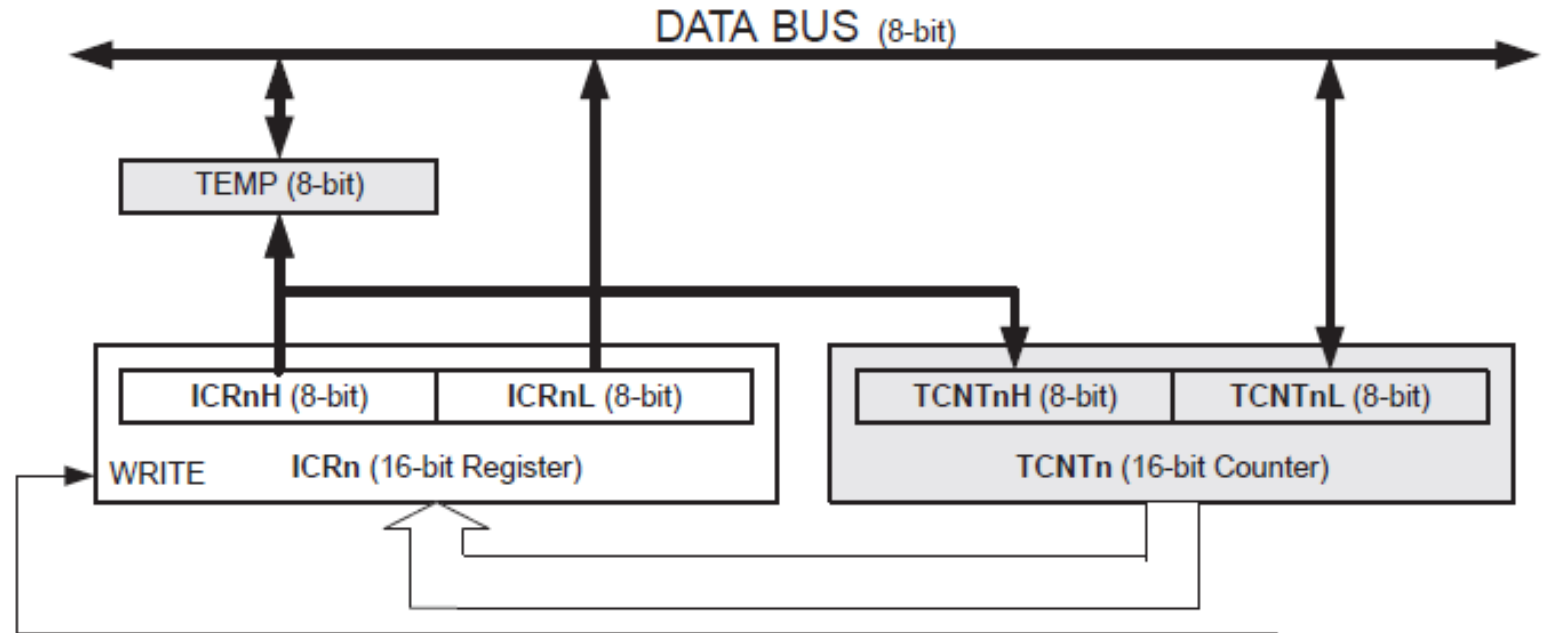 DATA BUS (8-bit)
TEMP (8-bit)
ICRnH (8-bit) ICRnL (8-bit)
TCNTnH (8-bit) TCNTnL (8-bit)
WRITE ICRn (16-bit Register)
TCNTn (16-bit Counter)